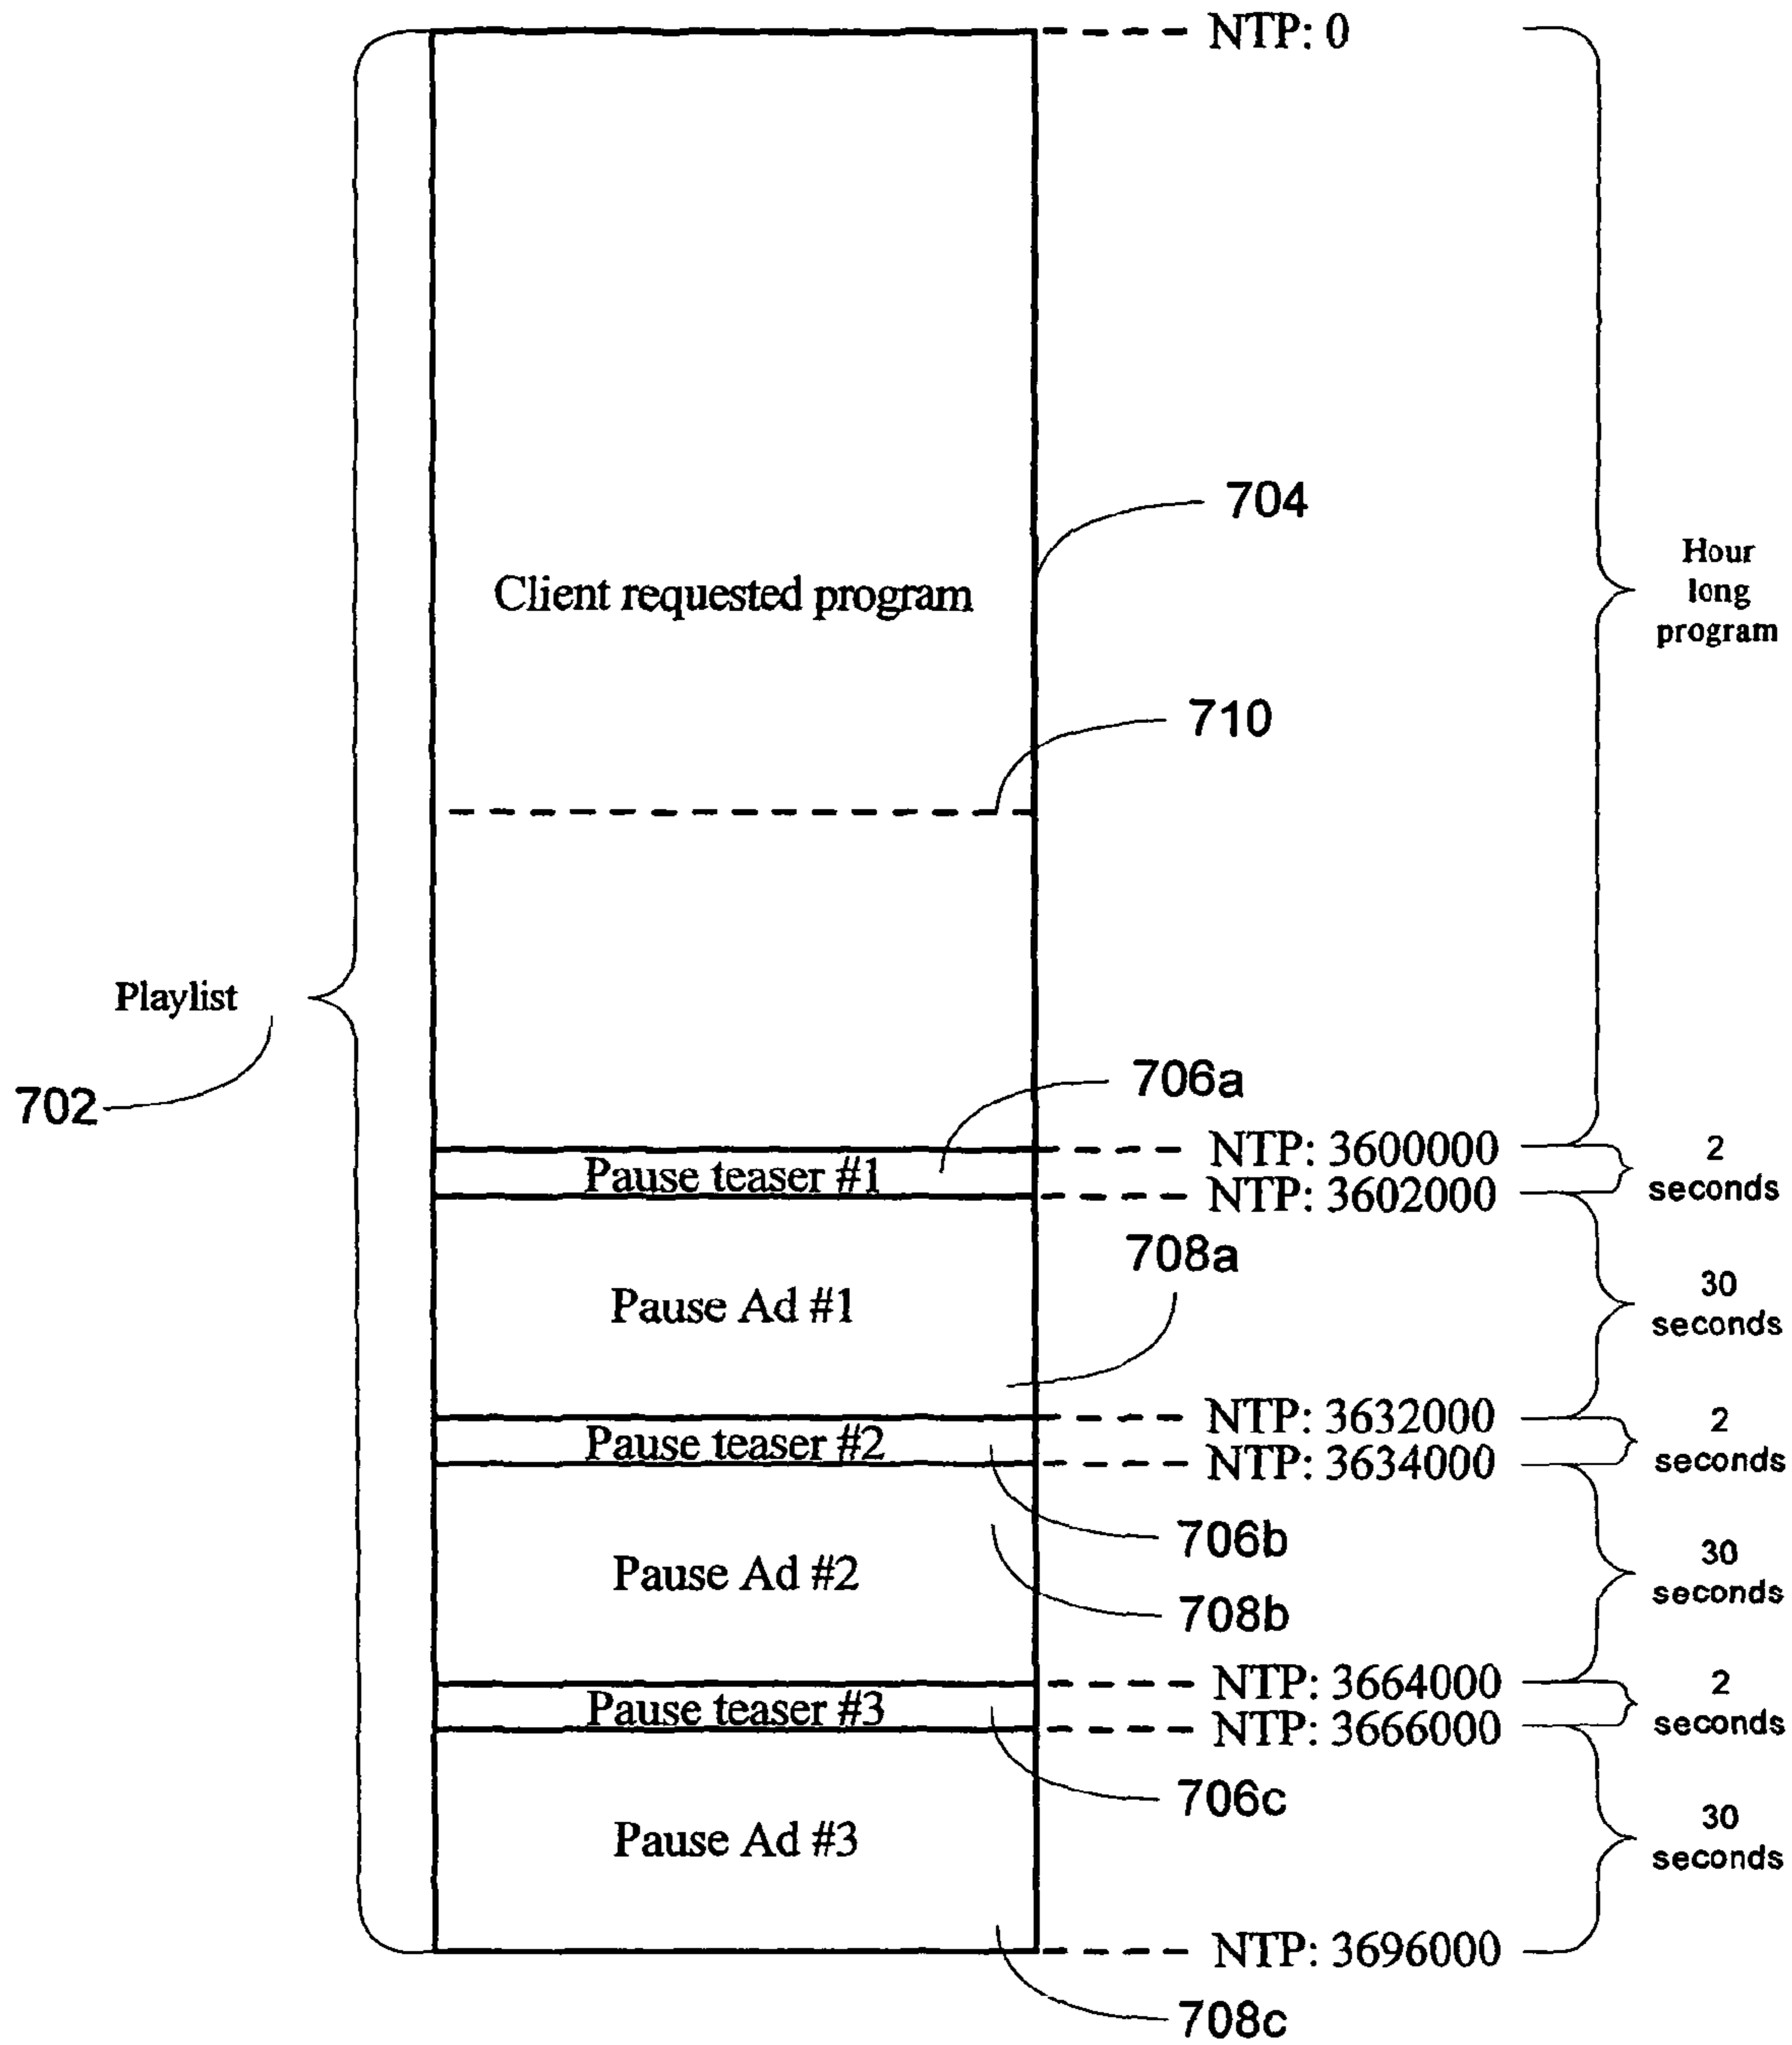 NTP: 0
704
Hour
long
program
Client requested program
710
Playlist
702
706a
NTP: 3600000
2
seconds
Pause teaser #1
NTP: 3602000
708a
30
seconds
Pause Ad #1
NTP: 3632000
2
seconds
Pause teaser #2
NTP: 3634000
706b
30
seconds
Pause Ad #2
708b
NTP: 3664000
2
seconds
Pause teaser #3
NTP: 3666000
706c
30
seconds
Pause Ad #3
NTP: 3696000
708c